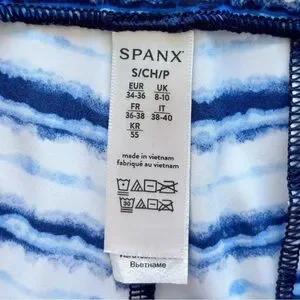 SPANX
S/CH/P
EUR UK
34-36 8-10
FR IT
36-38 38-40
KR
55
made in vietnam
fabriqué au vietnam
Вьетнаме